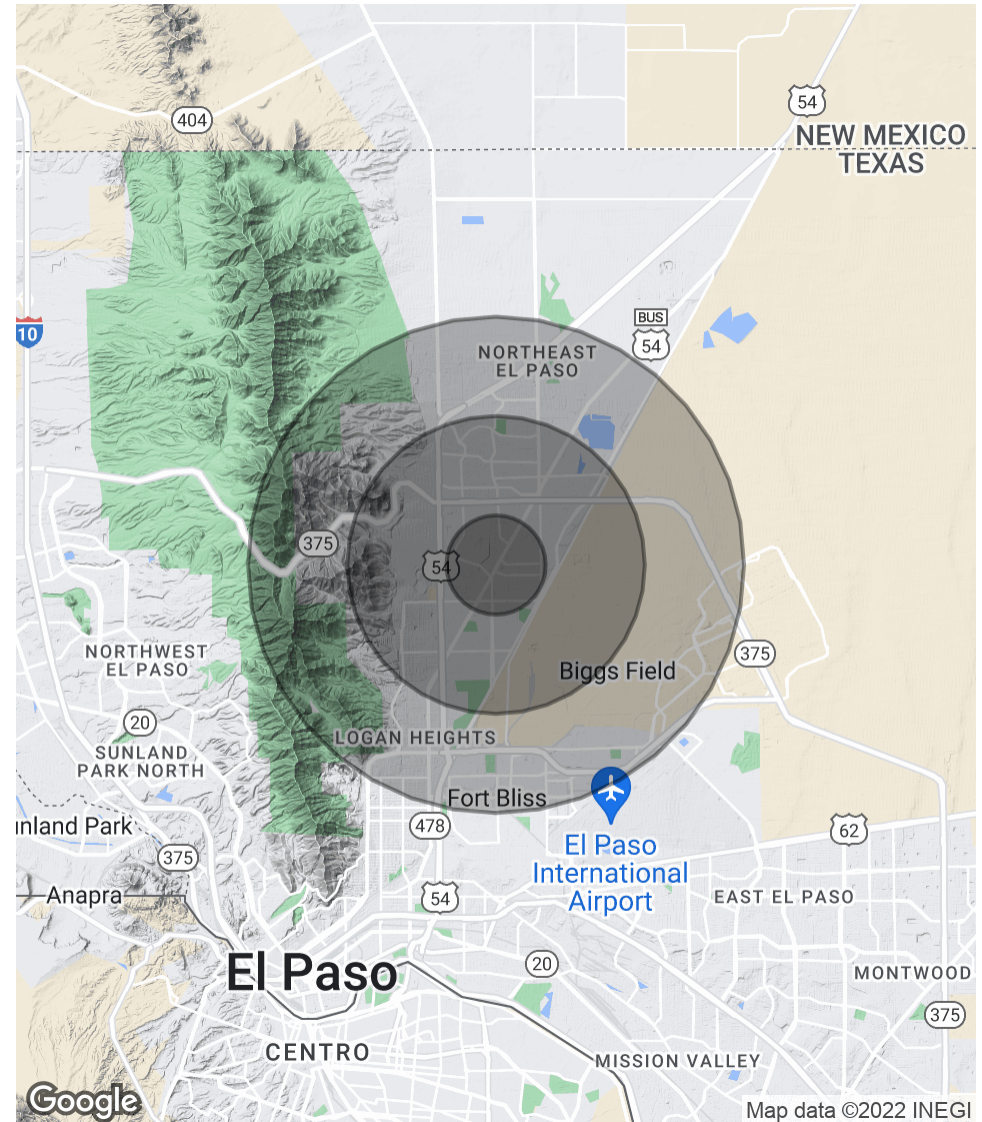 54
404
NEW MEXICO
TEXAS
10
BUS
54
NORTHEAST
EL PASO
375
54
375
Biggs Field
NORTHWEST
EL PASO
20
SUNLAND
PARK NORTH
LOGAN HEIGHTS
Fort Bliss
478
62
inland Park
375
El Paso
International
Airport
Anapra
54
EAST EL PASO
El Paso
20
MONTWOOD
375
CENTRO
MISSION VALLEY
Google
Map data ©2022 INEGI